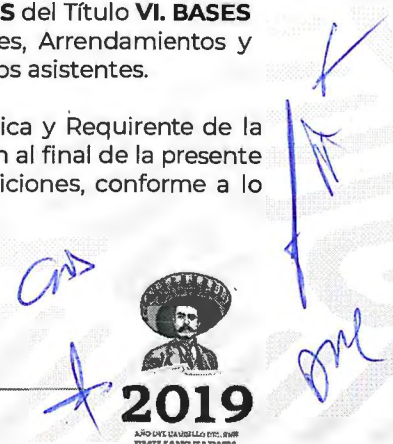 S del Título VI. BASES
es, Arrendamientos y
os asistentes.
ica y Requirente de la
n al final de la presente
iciones, conforme a lo
2019